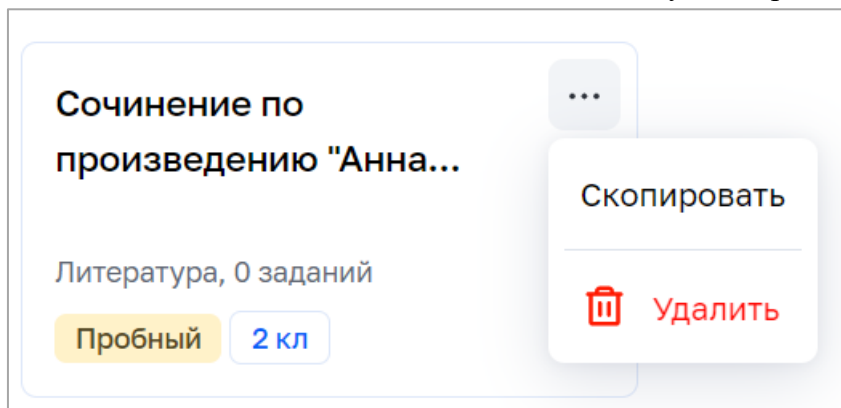 Сочинение по
произведению "Анна...
Скопировать
Литература, 0 заданий
Удалить
Пробный
2 кл